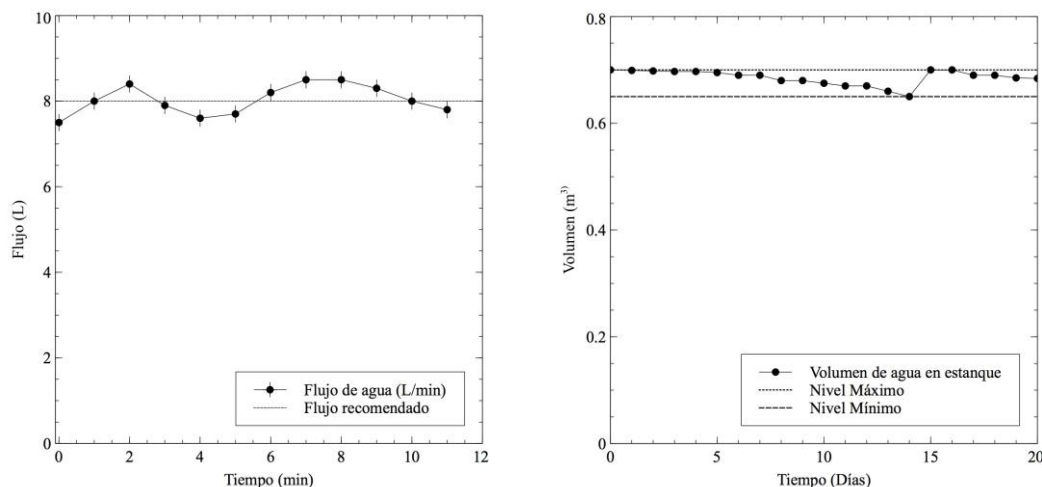 10
8
6
4
2
0
Flujo (L)
Flujo de agua (L/min)
Flujo recomendado
0 2 4 6 8 10 12
Tiempo (min)
0.8
0.6
0.4
0.2
0
Volumen (m³)
Volumen de agua en estanque
Nivel Máximo
Nivel Mínimo
0 5 10 15 20
Tiempo (Días)